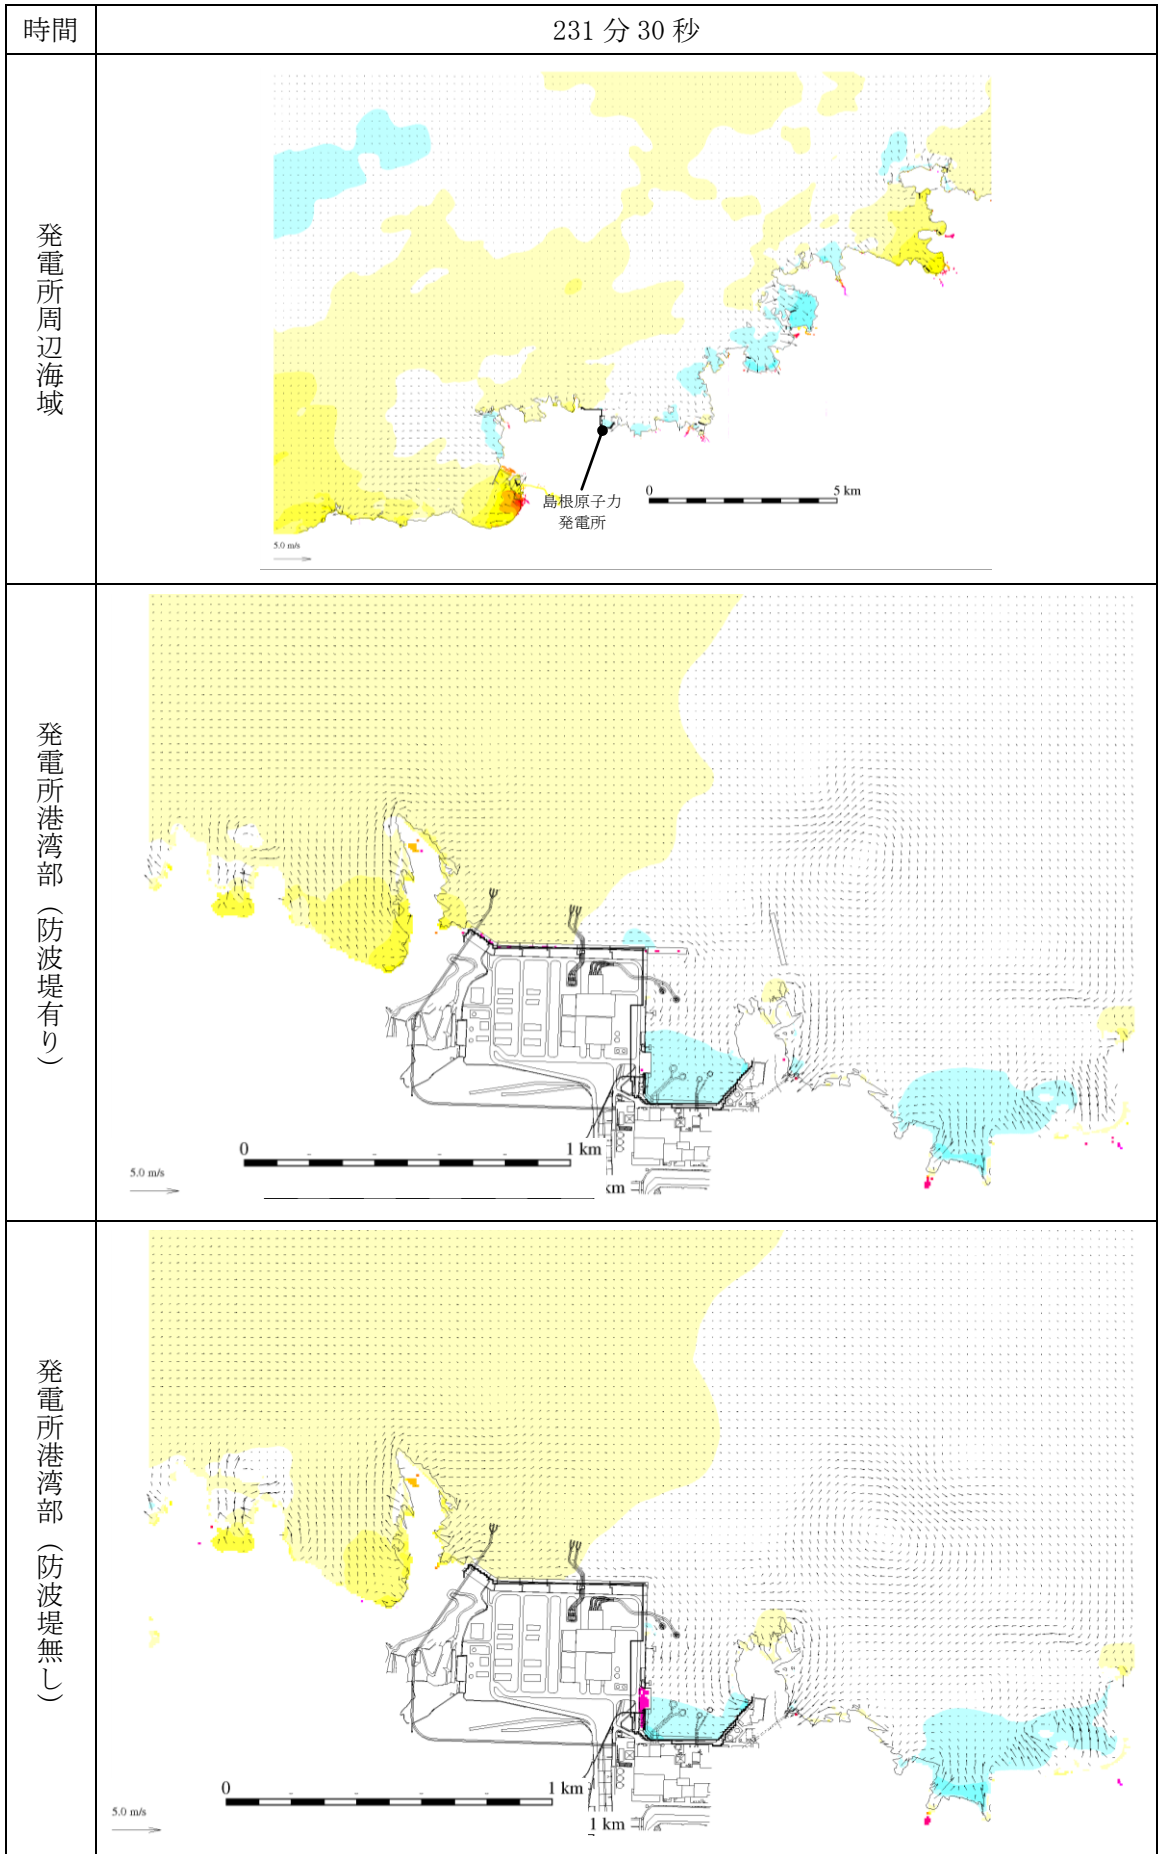 時間
231 分 30 秒
発電所周辺海域
島根原子力
発電所
0
5 km
5.0 m/s
発電所港湾部（防波堤有り）
0
1 km
5.0 m/s
km
発電所港湾部（防波堤無し）
0
1 km
5.0 m/s
1 km